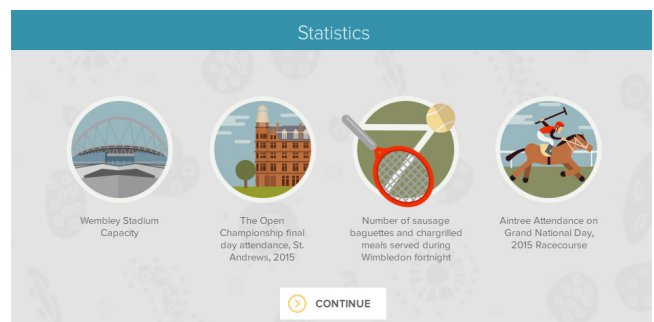 Statistics
Wembley Stadium
Capacity
The Open
Championship final
day attendance, St.
Andrews, 2015
Number of sausage
baguettes and chargrilled
meals served during
Wimbledon fortnight
Aintree Attendance on
Grand National Day,
2015 Racecourse
CONTINUE